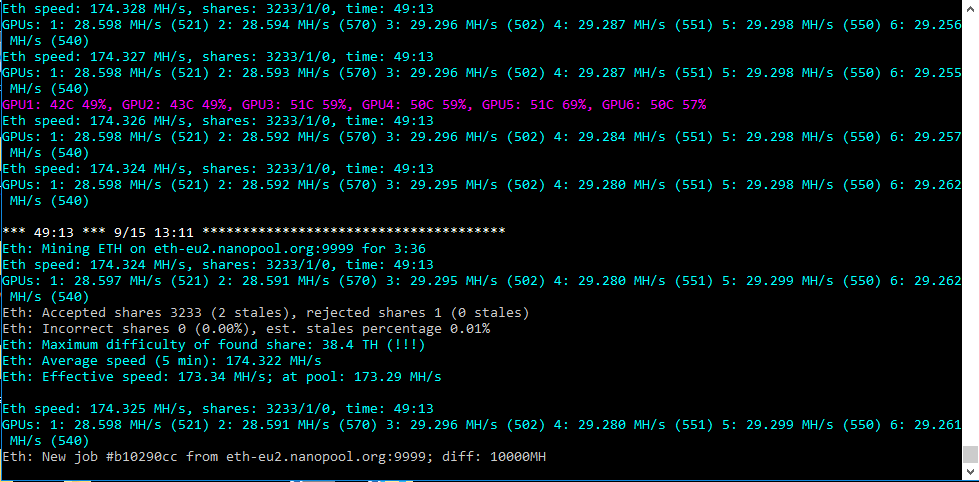 Eth speed: 174.328 MH/s, shares: 3233/1/0, time: 49:13
GPUs: 1: 28.598 MH/s (521) 2: 28.594 MH/s (570) 3: 29.296 MH/s (502) 4: 29.287 MH/s (551) 5: 29.298 MH/s (550) 6: 29.256
MH/s (540)
Eth speed: 174.327 MH/s, shares: 3233/1/0, time: 49:13
GPUs: 1: 28.598 MH/s (521) 2: 28.593 MH/s (570) 3: 29.296 MH/s (502) 4: 29.287 MH/s (551) 5: 29.298 MH/s (550) 6: 29.255
MH/s (540)
GPU1: 42C 49%, GPU2: 43C 49%, GPU3: 51C 59%, GPU4: 50C 59%, GPU5: 51C 69%, GPU6: 50C 57%
Eth speed: 174.326 MH/s, shares: 3233/1/0, time: 49:13
GPUs: 1: 28.598 MH/s (521) 2: 28.592 MH/s (570) 3: 29.296 MH/s (502) 4: 29.284 MH/s (551) 5: 29.298 MH/s (550) 6: 29.257
MH/s (540)
Eth speed: 174.324 MH/s, shares: 3233/1/0, time: 49:13
GPUs: 1: 28.598 MH/s (521) 2: 28.592 MH/s (570) 3: 29.295 MH/s (502) 4: 29.280 MH/s (551) 5: 29.298 MH/s (550) 6: 29.262
MH/s (540)
*** 49:13 *** 9/15 13:11 **************************************
Eth: Mining ETH on eth-eu2.nanopool.org:9999 for 3:36
Eth speed: 174.324 MH/s, shares: 3233/1/0, time: 49:13
GPUs: 1: 28.597 MH/s (521) 2: 28.591 MH/s (570) 3: 29.295 MH/s (502) 4: 29.280 MH/s (551) 5: 29.299 MH/s (550) 6: 29.262
MH/s (540)
Eth: Accepted shares 3233 (2 stales), rejected shares 1 (0 stales)
Eth: Incorrect shares 0 (0.00%), est. stales percentage 0.01%
Eth: Maximum difficulty of found share: 38.4 TH (!!!)
Eth: Average speed (5 min): 174.322 MH/s
Eth: Effective speed: 173.34 MH/s; at pool: 173.29 MH/s
Eth speed: 174.325 MH/s, shares: 3233/1/0, time: 49:13
GPUs: 1: 28.598 MH/s (521) 2: 28.591 MH/s (570) 3: 29.296 MH/s (502) 4: 29.280 MH/s (551) 5: 29.299 MH/s (550) 6: 29.261
MH/s (540)
Eth: New job #b10290cc from eth-eu2.nanopool.org:9999; diff: 10000MH